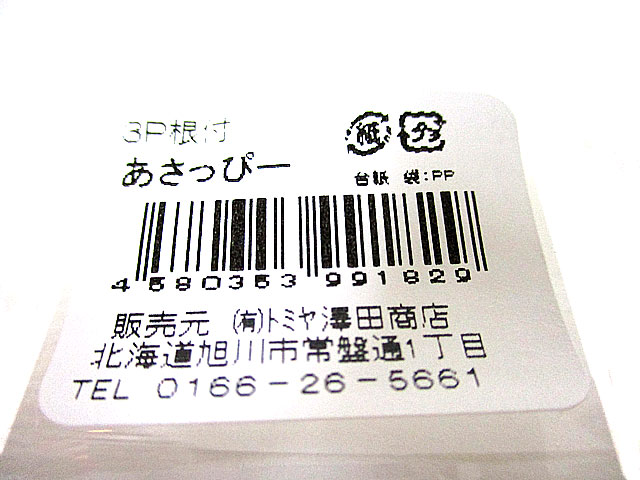 3P根付
紙 プラ
あさっぴー
台紙 袋:PP
4580353991829
販売元 (有)トミヤ澤田商店
北海道旭川市常盤通1丁目
TEL 0166-26-5661